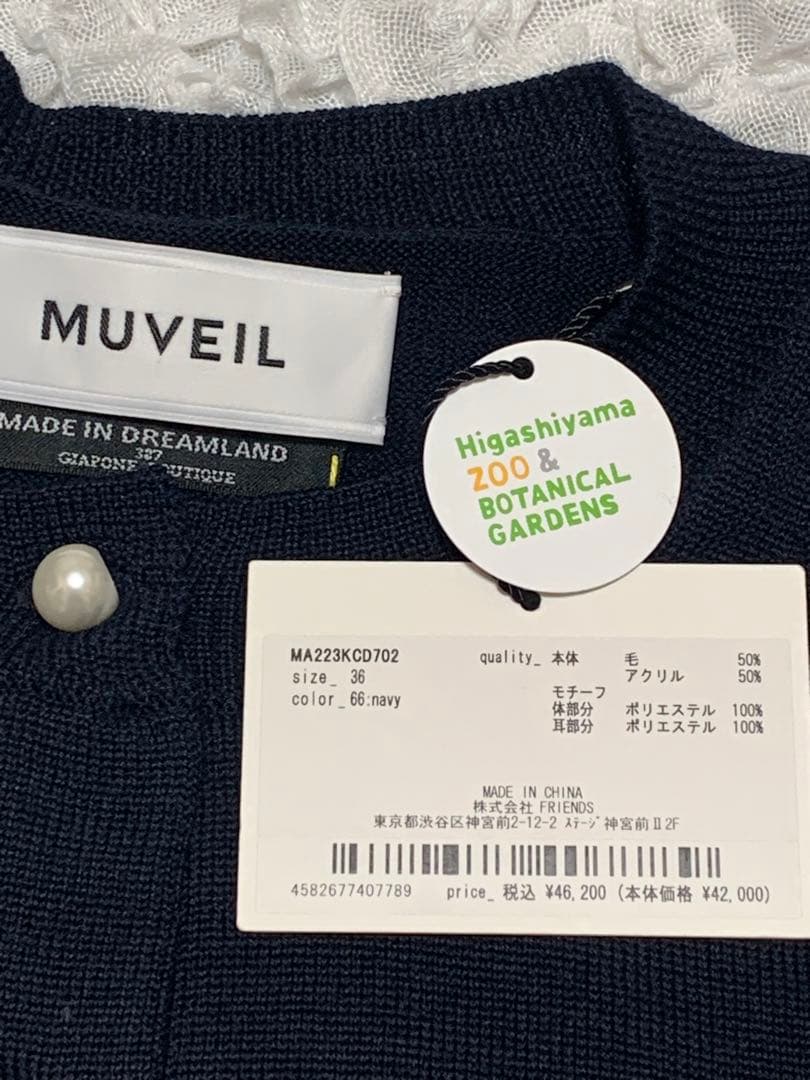 MUVEIL
MADE IN DREAMLAND
387
GIAPONE BOUTIQUE
Higashiyama
ZOO &
BOTANICAL
GARDENS
MA223KCD702
size_ 36
color_66:navy
quality_ 本体 毛 50%
アクリル 50%
モチーフ
体部分 ポリエステル 100%
耳部分 ポリエステル 100%
MADE IN CHINA
株式会社 FRIENDS
東京都渋谷区神宮前2-12-2 ｽﾃｰｼﾞ神宮前Ⅱ2F
4582677407789 price_ 税込 ¥46,200 (本体価格 ¥42,000)